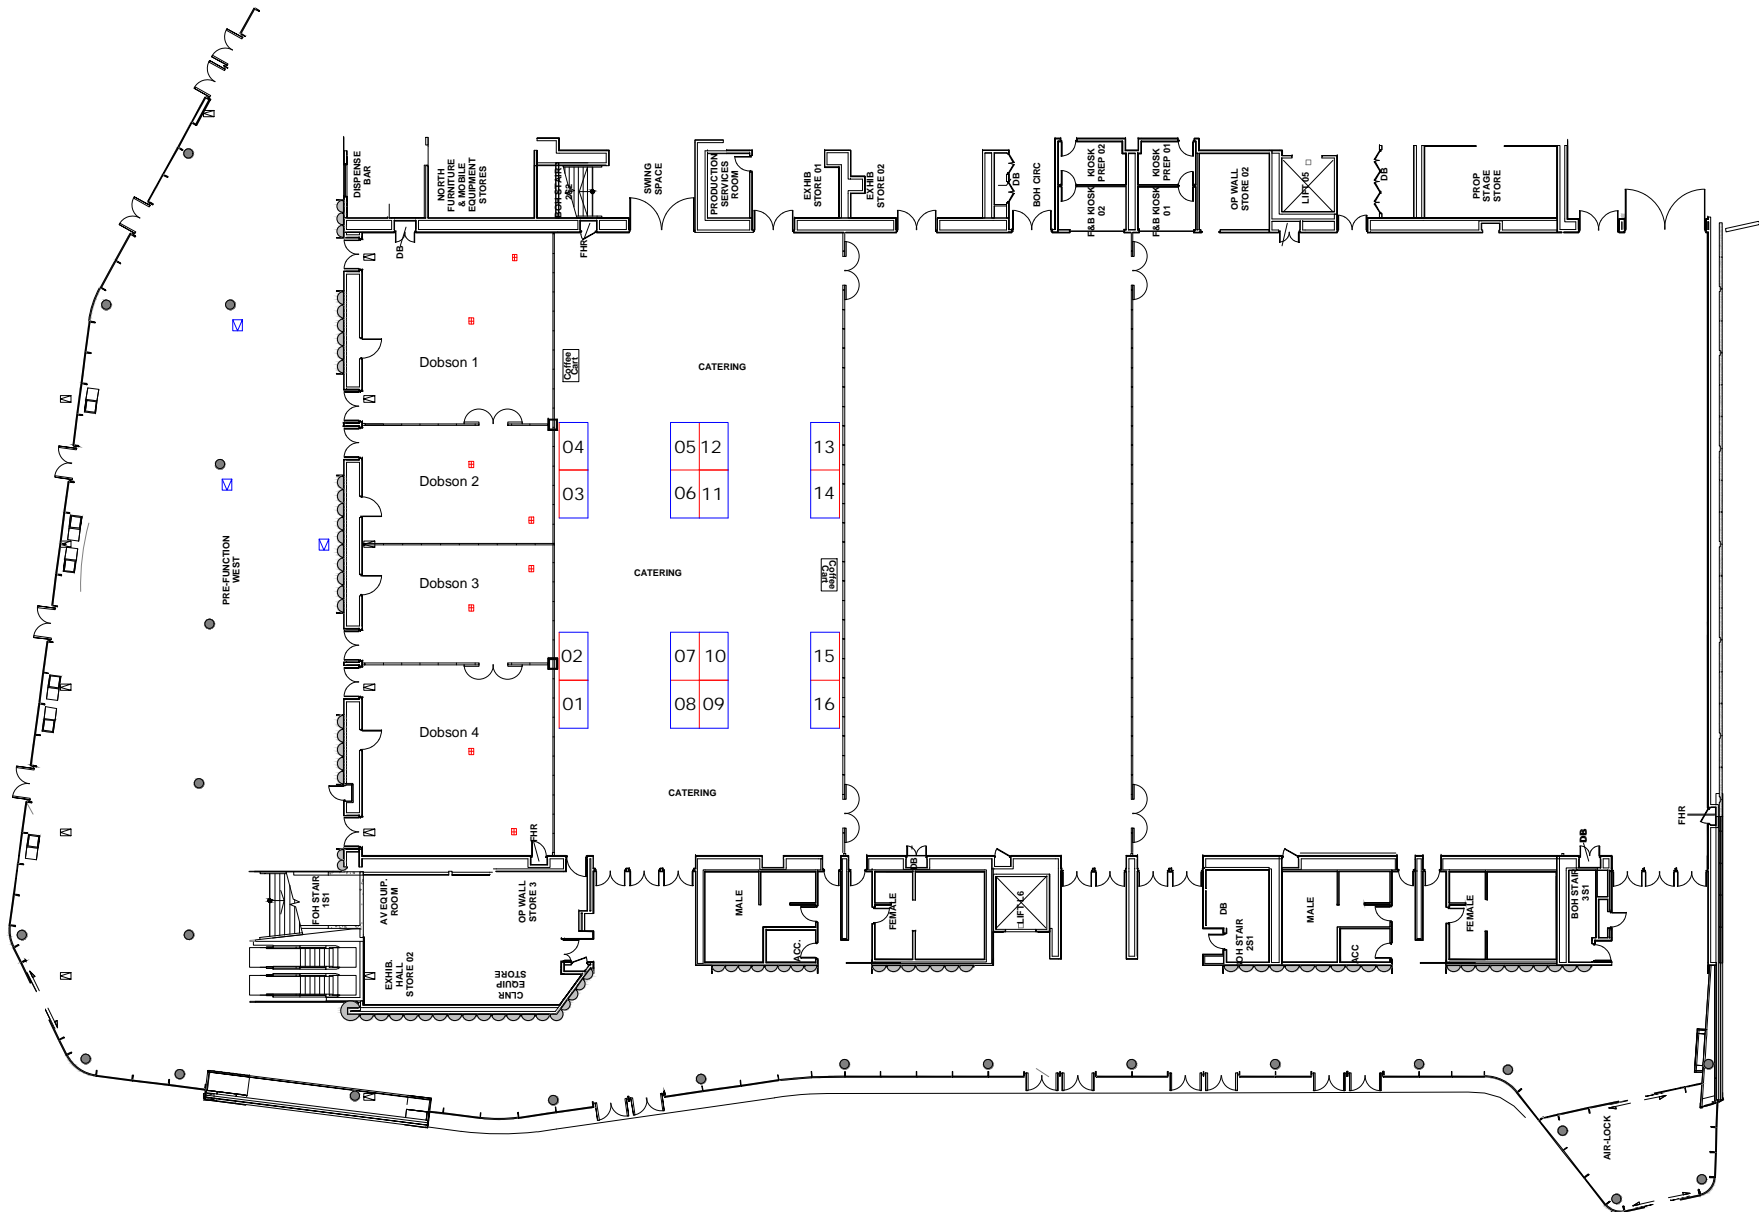 DISPENSE
BAR
NORTH
FURNITURE
& MOBILE
EQUIPMENT
STORES
BOH STAIR
2S2
SWING
SPACE
PRODUCTION
SERVICES
ROOM
EXHIB
STORE 01
EXHIB
STORE 02
DB
BOH CIRC
KIOSK
PREP 02
KIOSK
PREP 01
F&B KIOSK
02
F&B KIOSK
01
OP WALL
STORE 02
LIFT 05
DB
PROP
STAGE
STORE
DB
FHR
Dobson 1
Coffee
Cart
CATERING
04
05
12
13
Dobson 2
03
06
11
14
PRE-FUNCTION
WEST
Dobson 3
CATERING
Coffee
Cart
02
07
10
15
01
08
09
16
Dobson 4
CATERING
FHR
FHR
FOH STAIR
1S1
AV EQUIP.
ROOM
OP WALL
STORE 3
EXHIB.
HALL
STORE 02
CLNR
EQUIP
STORE
MALE
ACC.
FEMALE
DB
LIFT L6
DB
OH STAIR
2S1
MALE
ACC
FEMALE
DB
BOH STAIR
3S1
AIR-LOCK